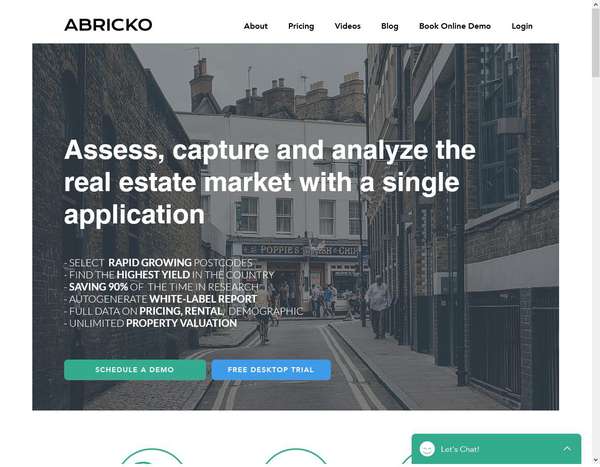 ABRICKO
About Pricing Videos Blog Book Online Demo Login
Assess, capture and analyze the
real estate market with a single
application
POPPIE'S FISH & CHIPS
- SELECT RAPID GROWING POSTCODES
- FIND THE HIGHEST YIELD IN THE COUNTRY
- SAVING 90% OF THE TIME IN RESEARCH
- AUTOGENERATE WHITE-LABEL REPORT
- FULL DATA ON PRICING, RENTAL, DEMOGRAPHIC
- UNLIMITED PROPERTY VALUATION
SCHEDULE A DEMO FREE DESKTOP TRIAL
Let's Chat!